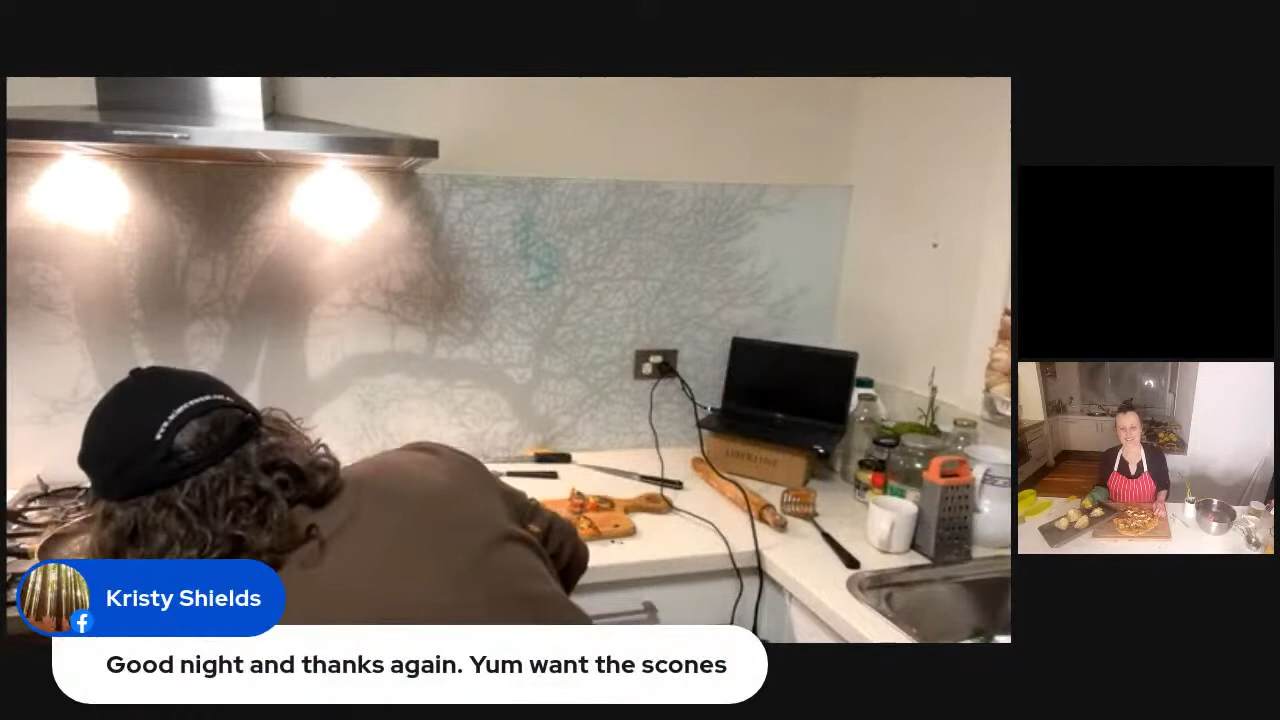 Kristy Shields
Good night and thanks again. Yum want the scones